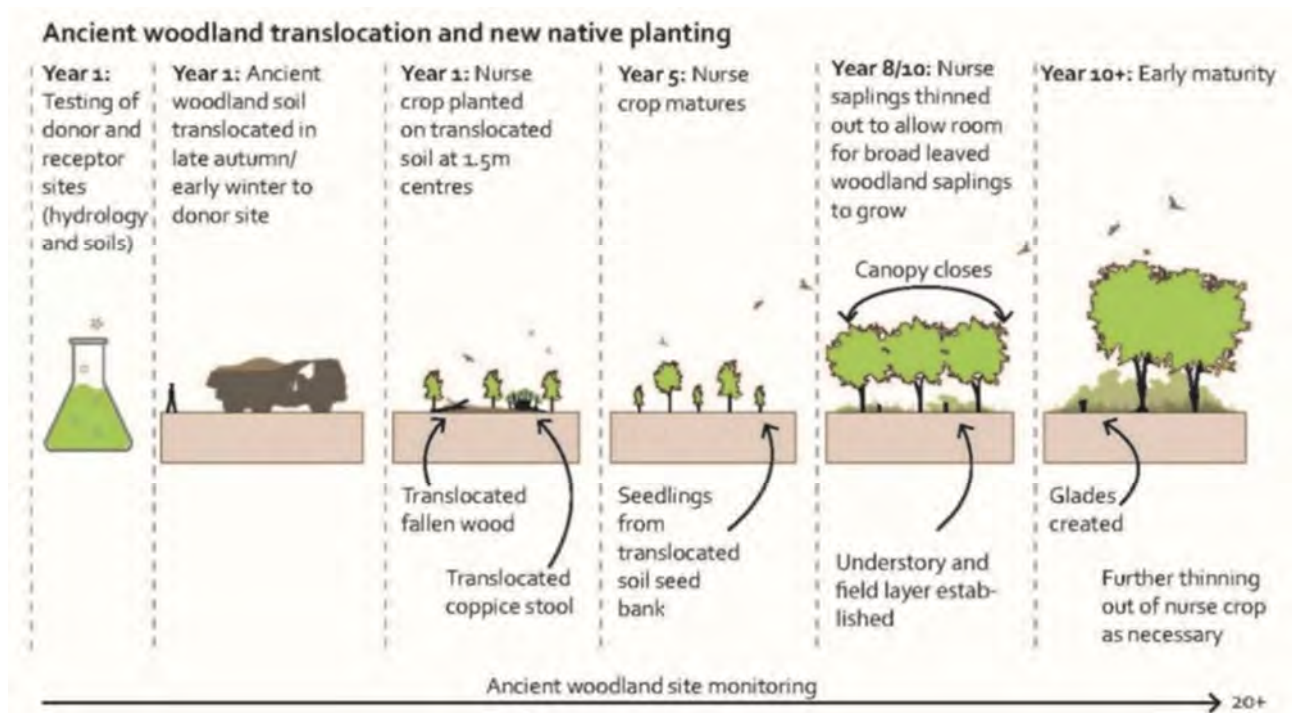 Ancient woodland translocation and new native planting
Year 1:
Testing of
donor and
receptor
sites
(hydrology
and soils)
Year 1: Ancient
woodland soil
translocated in
late autumn/
early winter to
donor site
Year 1: Nurse
crop planted
on translocated
soil at 1.5m
centres
Translocated
fallen wood
Translocated
coppice stool
Year 5: Nurse
crop matures
Seedlings
from
translocated
soil seed
bank
Year 8/10: Nurse
saplings thinned
out to allow room
for broad leaved
woodland saplings
to grow
Canopy closes
Understory and
field layer estab-
lished
Year 10+: Early maturity
Glades
created
Further thinning
out of nurse crop
as necessary
Ancient woodland site monitoring
20+